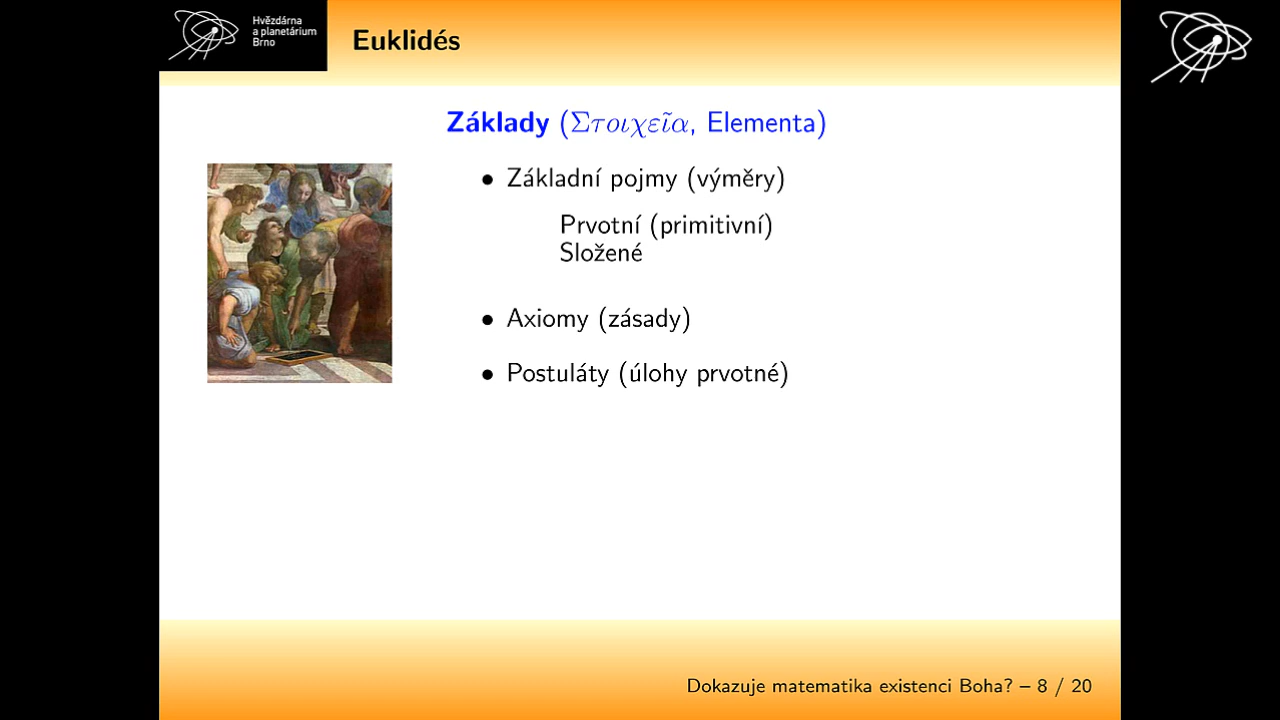 Hvězdárna
a planetárium
Brno
Euklidés
Základy (Στοιχεῖα, Elementa)
• Základní pojmy (výměry)
Prvotní (primitivní)
Složené
• Axiomy (zásady)
• Postuláty (úlohy prvotné)
Dokazuje matematika existenci Boha? – 8 / 20